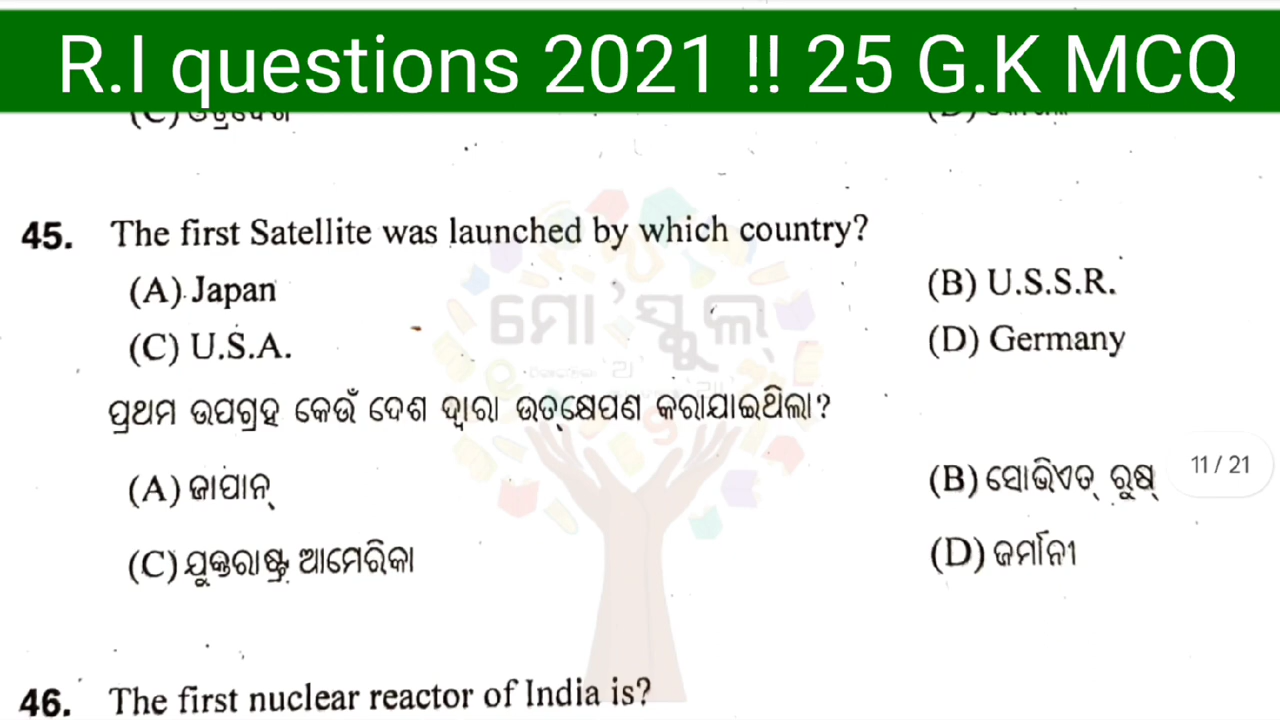 R.I questions 2021 !! 25 G.K MCQ
45. The first Satellite was launched by which country?
(A) Japan (B) U.S.S.R.
(C) U.S.A. (D) Germany
ପ୍ରଥମ ଉପଗ୍ରହ କେଉଁ ଦେଶ ଦ୍ୱାରା ଉତ୍‌କ୍ଷେପଣ କରାଯାଇଥିଲା?
(A) ଜାପାନ୍ (B) ସୋଭିଏତ୍ ରୁଷ୍
(C) ଯୁକ୍ତରାଷ୍ଟ୍ର ଆମେରିକା (D) ଜର୍ମାନୀ
11 / 21
46. The first nuclear reactor of India is?
ମୋ'ସ୍କୁଲ୍